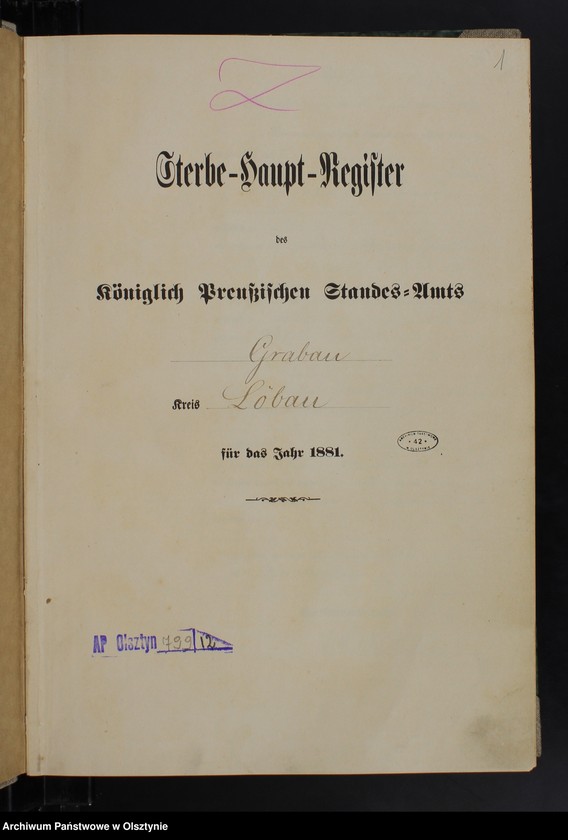 1
Sterbe-Haupt-Register
des
Königlich Preußischen Standes-Amts
Grabau
Kreis Löbau
für das Jahr 1881.
42
AP Olsztyn 799/12
Archiwum Państwowe w Olsztynie